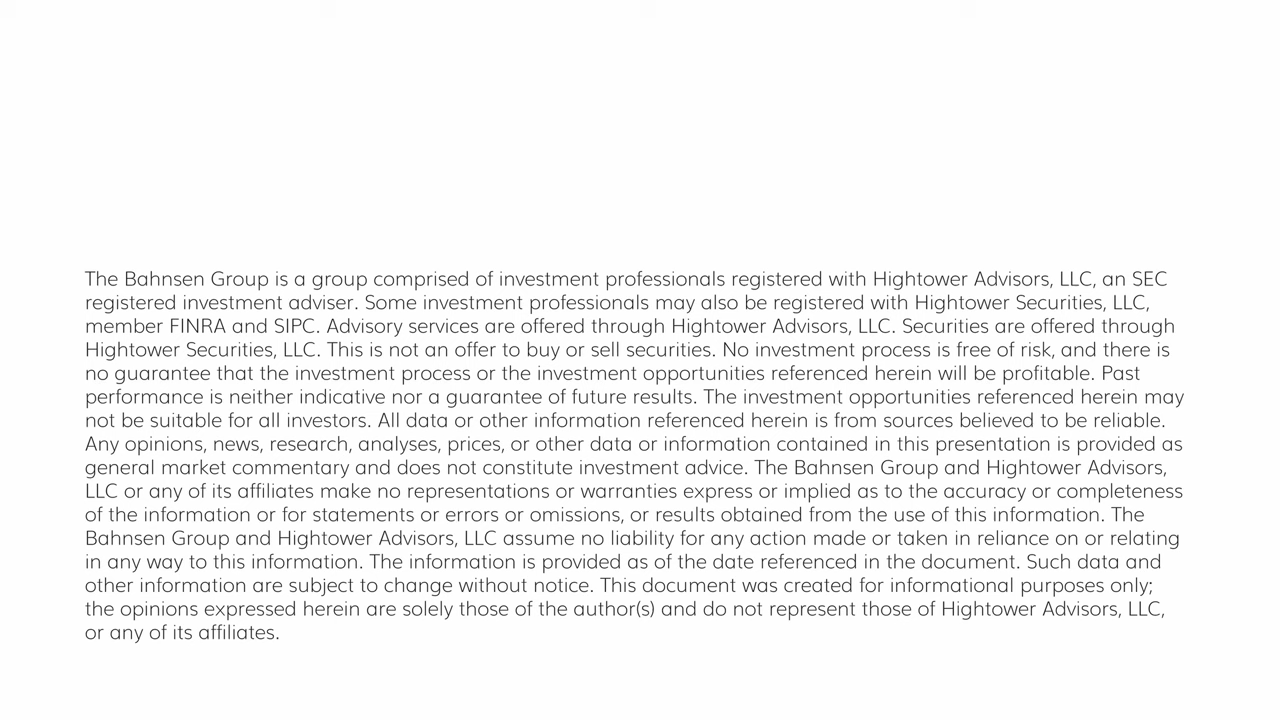 The Bahnsen Group is a group comprised of investment professionals registered with Hightower Advisors, LLC, an SEC
registered investment adviser. Some investment professionals may also be registered with Hightower Securities, LLC,
member FINRA and SIPC. Advisory services are offered through Hightower Advisors, LLC. Securities are offered through
Hightower Securities, LLC. This is not an offer to buy or sell securities. No investment process is free of risk, and there is
no guarantee that the investment process or the investment opportunities referenced herein will be profitable. Past
performance is neither indicative nor a guarantee of future results. The investment opportunities referenced herein may
not be suitable for all investors. All data or other information referenced herein is from sources believed to be reliable.
Any opinions, news, research, analyses, prices, or other data or information contained in this presentation is provided as
general market commentary and does not constitute investment advice. The Bahnsen Group and Hightower Advisors,
LLC or any of its affiliates make no representations or warranties express or implied as to the accuracy or completeness
of the information or for statements or errors or omissions, or results obtained from the use of this information. The
Bahnsen Group and Hightower Advisors, LLC assume no liability for any action made or taken in reliance on or relating
in any way to this information. The information is provided as of the date referenced in the document. Such data and
other information are subject to change without notice. This document was created for informational purposes only;
the opinions expressed herein are solely those of the author(s) and do not represent those of Hightower Advisors, LLC,
or any of its affiliates.